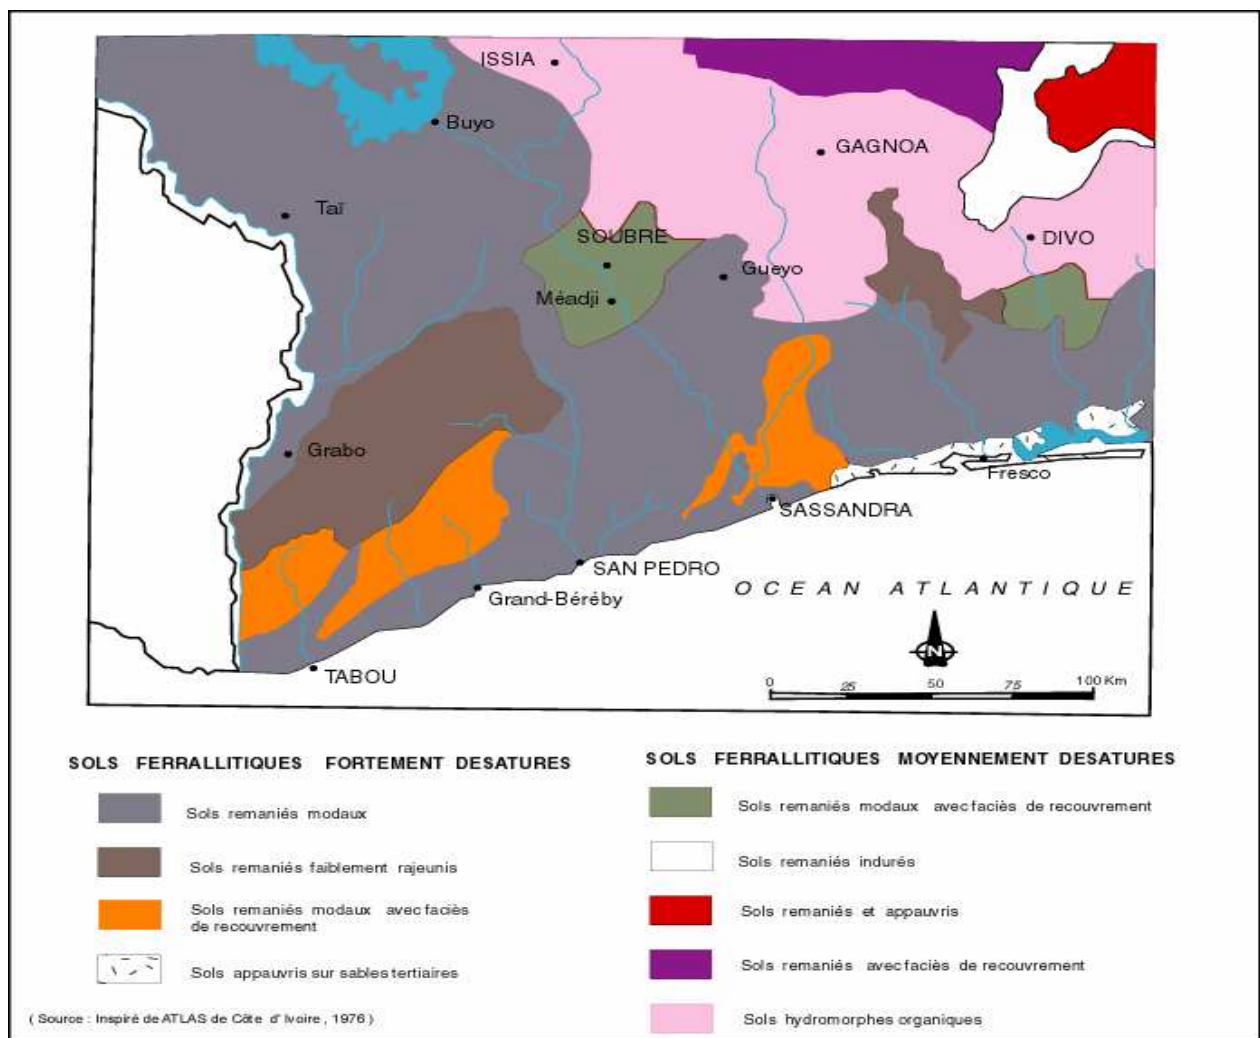 ISSIA
Buyo
GAGNOA
Taï
SOUBRE
DIVO
Gueyo
Méadji
Grabo
Fresco
SASSANDRA
SAN PEDRO
Grand-Béréby
TABOU
OCEAN ATLANTIQUE
N
0 25 50 75 100 Km
SOLS FERRALLITIQUES FORTEMENT DESATURES
Sols remaniés modaux
Sols remaniés faiblement rajeunis
Sols remaniés modaux avec faciès
de recouvrement
Sols appauvris sur sables tertiaires
( Source : Inspiré de ATLAS de Côte d' Ivoire , 1976 )
SOLS FERRALLITIQUES MOYENNEMENT DESATURES
Sols remaniés modaux avec faciès de recouvrement
Sols remaniés indurés
Sols remaniés et appauvris
Sols remaniés avec faciès de recouvrement
Sols hydromorphes organiques